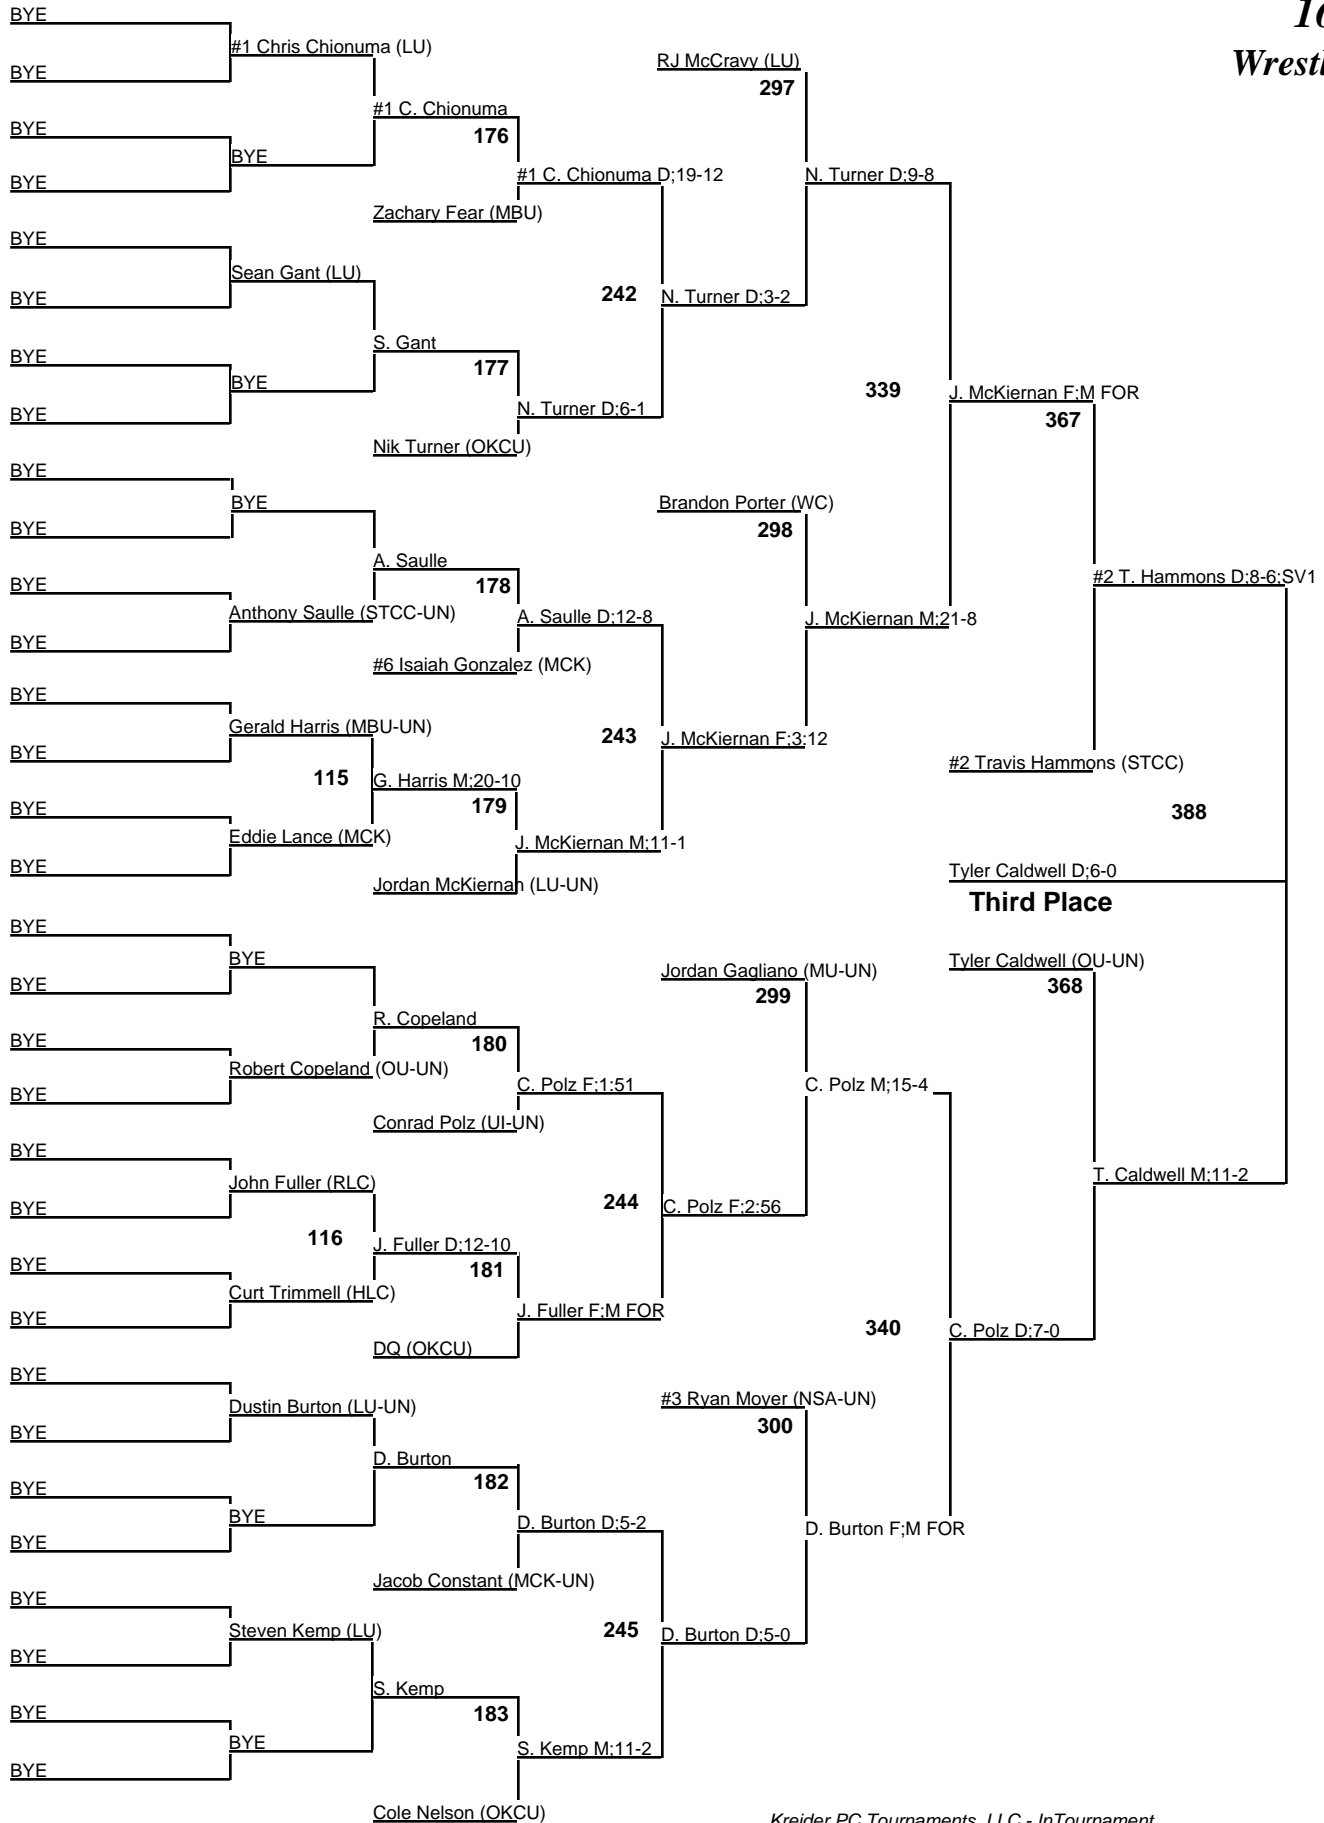 BYE
#1 Chris Chionuma (LU)
BYE
RJ McCravy (LU)
297
Wrestl
#1 C. Chionuma
176
BYE
BYE
BYE
#1 C. Chionuma D;19-12
N. Turner D;9-8
Zachary Fear (MBU)
BYE
Sean Gant (LU)
BYE
242
N. Turner D;3-2
S. Gant
177
BYE
BYE
BYE
339
J. McKiernan F;M FOR
367
N. Turner D;6-1
Nik Turner (OKCU)
BYE
BYE
BYE
Brandon Porter (WC)
298
A. Saulle
178
BYE
Anthony Saulle (STCC-UN)
BYE
#2 T. Hammons D;8-6;SV1
A. Saulle D;12-8
J. McKiernan M;21-8
#6 Isaiah Gonzalez (MCK)
BYE
Gerald Harris (MBU-UN)
BYE
243
J. McKiernan F;3:12
#2 Travis Hammons (STCC)
115
G. Harris M;20-10
179
388
BYE
Eddie Lance (MCK)
BYE
J. McKiernan M;11-1
Jordan McKiernan (LU-UN)
Tyler Caldwell D;6-0
Third Place
BYE
BYE
BYE
Jordan Gagliano (MU-UN)
299
Tyler Caldwell (OU-UN)
368
R. Copeland
180
BYE
Robert Copeland (OU-UN)
BYE
C. Polz F;1:51
C. Polz M;15-4
Conrad Polz (UI-UN)
BYE
John Fuller (RLC)
BYE
244
C. Polz F;2:56
T. Caldwell M;11-2
116
J. Fuller D;12-10
181
BYE
Curt Trimmell (HLC)
BYE
J. Fuller F;M FOR
340
C. Polz D;7-0
DQ (OKCU)
BYE
Dustin Burton (LU-UN)
BYE
#3 Ryan Moyer (NSA-UN)
300
D. Burton
182
BYE
BYE
BYE
D. Burton D;5-2
D. Burton F;M FOR
Jacob Constant (MCK-UN)
BYE
Steven Kemp (LU)
BYE
245
D. Burton D;5-0
S. Kemp
183
BYE
BYE
BYE
S. Kemp M;11-2
Cole Nelson (OKCU)